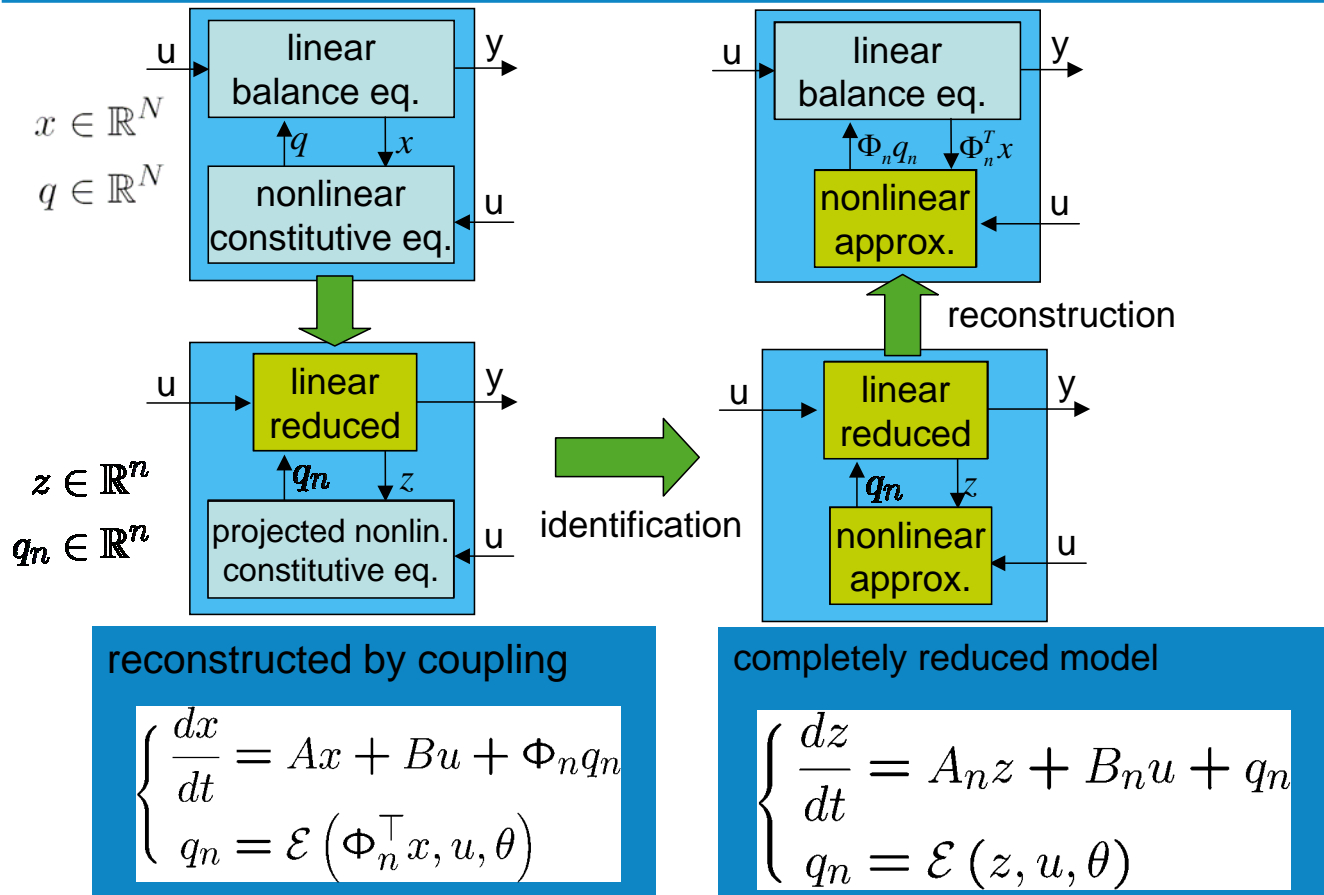 u
linear
balance eq.
y
x ∈ ℝ^N
q ∈ ℝ^N
q
x
nonlinear
constitutive eq.
u
u
linear
balance eq.
y
Φ_n q_n
Φ_n^T x
nonlinear
approx.
u
reconstruction
u
linear
reduced
y
z ∈ ℝ^n
q_n ∈ ℝ^n
q_n
z
projected nonlin.
constitutive eq.
u
identification
u
linear
reduced
y
q_n
z
nonlinear
approx.
u
reconstructed by coupling
dx/dt = Ax + Bu + Φ_n q_n
q_n = ℰ (Φ_n^⊤ x, u, θ)
completely reduced model
dz/dt = A_n z + B_n u + q_n
q_n = ℰ (z, u, θ)